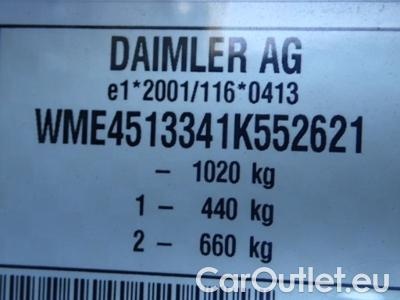 DAIMLER AG
e1*2001/116*0413
WME4513341K552621
- 1020 kg
1 - 440 kg
2 - 660 kg
CarOutlet.eu